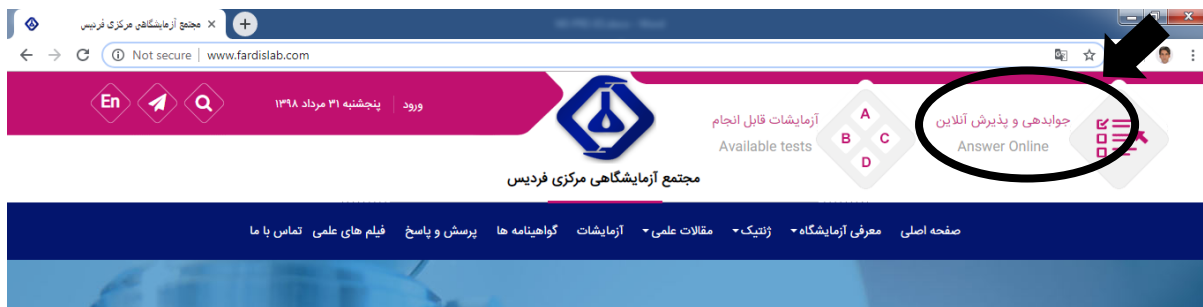 مجتمع آزمایشگاهی مرکزی فردیس
Not secure | www.fardislab.com
En
پنجشنبه ۳۱ مرداد ۱۳۹۸ | ورود
آزمایشات قابل انجام
Available tests
A
B C
D
جوابدهی و پذیرش آنلاین
Answer Online
مجتمع آزمایشگاهی مرکزی فردیس
صفحه اصلی معرفی آزمایشگاه ژنتیک مقالات علمی آزمایشات گواهینامه ها پرسش و پاسخ فیلم های علمی تماس با ما